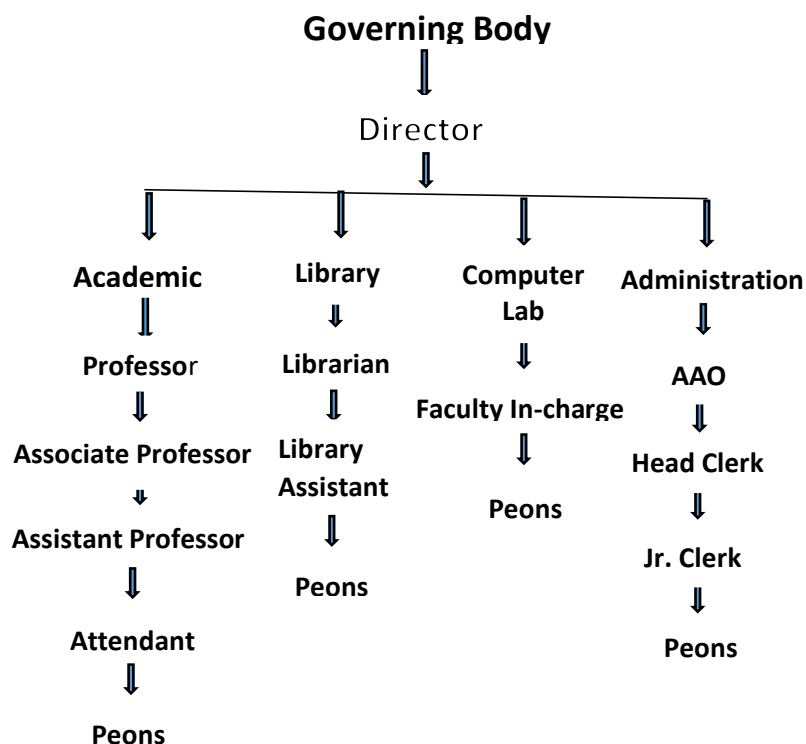 Governing Body
Director
Academic
Library
Computer
Lab
Administration
Professor
Librarian
Faculty In-charge
AAO
Associate Professor
Library
Assistant
Peons
Head Clerk
Assistant Professor
Peons
Jr. Clerk
Attendant
Peons
Peons